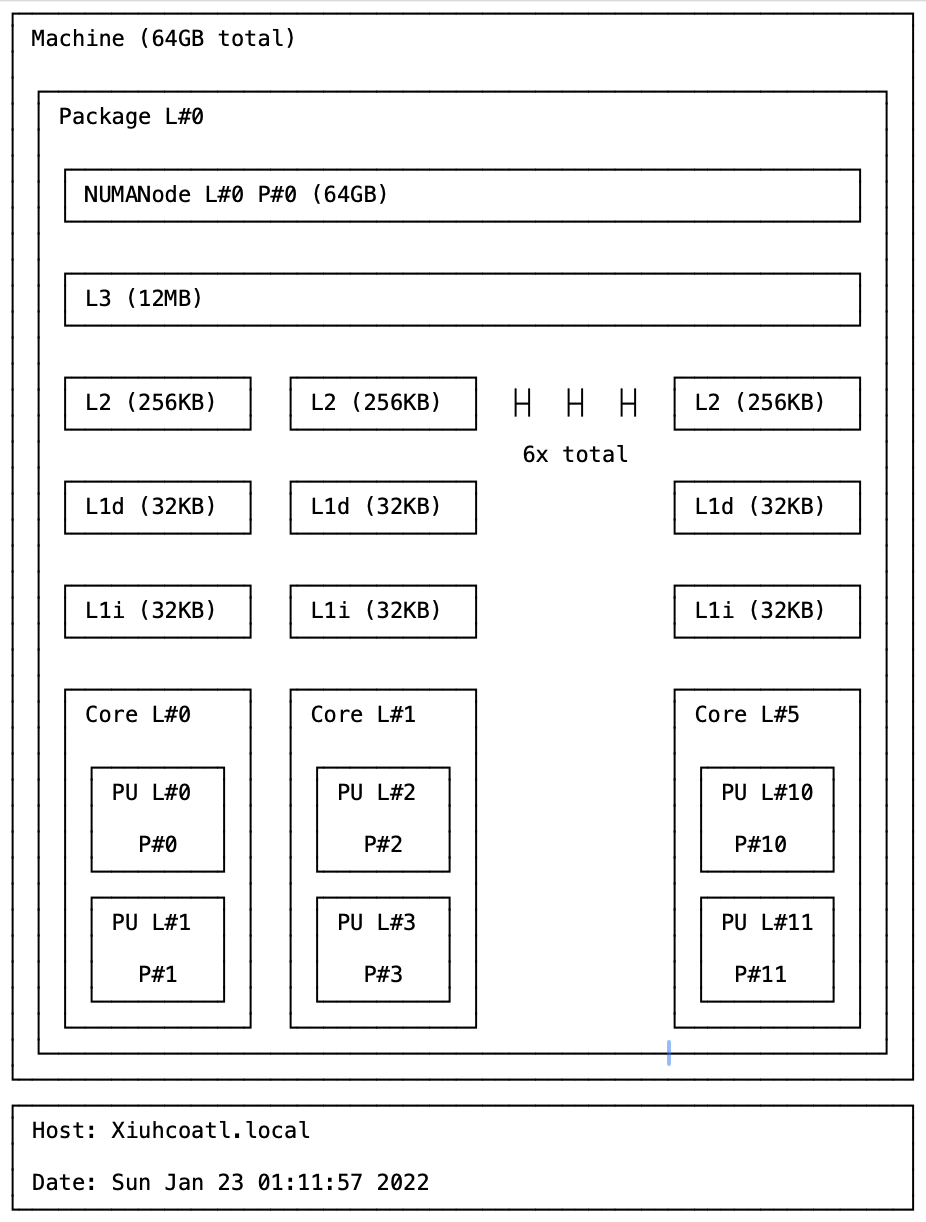 Machine (64GB total)
Package L#0
NUMANode L#0 P#0 (64GB)
L3 (12MB)
L2 (256KB) L2 (256KB) L2 (256KB)
6x total
L1d (32KB) L1d (32KB) L1d (32KB)
L1i (32KB) L1i (32KB) L1i (32KB)
Core L#0 Core L#1 Core L#5
PU L#0 PU L#2 PU L#10
P#0 P#2 P#10
PU L#1 PU L#3 PU L#11
P#1 P#3 P#11
Host: Xiuhcoatl.local
Date: Sun Jan 23 01:11:57 2022